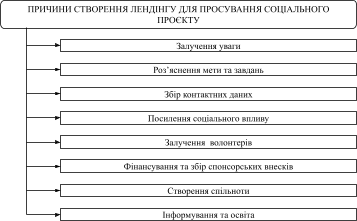 ПРИЧИНИ СТВОРЕННЯ ЛЕНДІНГУ ДЛЯ ПРОСУВАННЯ СОЦІАЛЬНОГО
ПРОЄКТУ
Залучення уваги
Роз’яснення мети та завдань
Збір контактних даних
Посилення соціального впливу
Залучення волонтерів
Фінансування та збір спонсорських внесків
Створення спільноти
Інформування та освіта